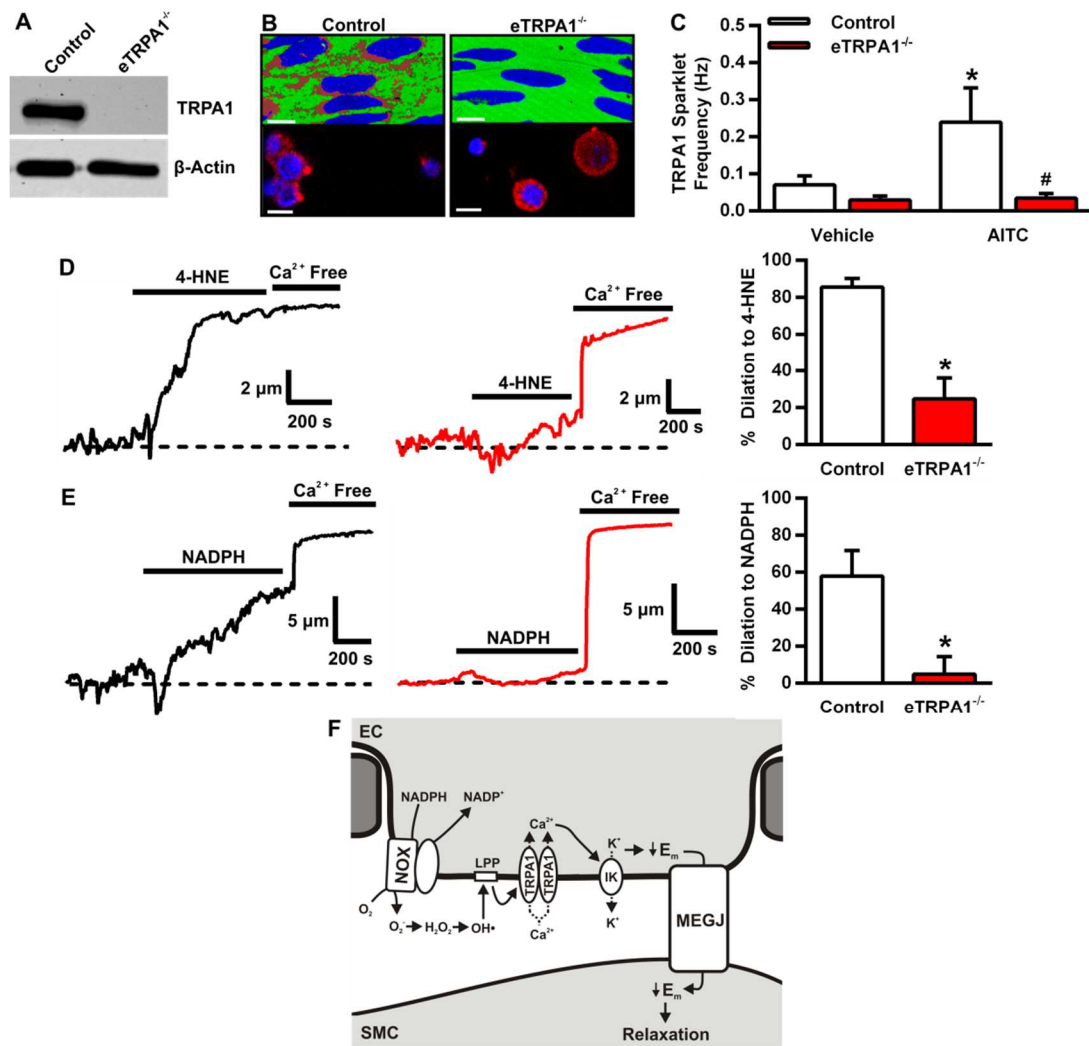 A
Control
eTRPA1⁻/⁻
TRPA1
β-Actin
B
Control
eTRPA1⁻/⁻
C
Control
eTRPA1⁻/⁻
TRPA1 Sparklet
Frequency (Hz)
0.5
0.4
0.3
0.2
0.1
0.0
*
#
Vehicle
AITC
D
4-HNE
Ca²⁺ Free
2 µm
200 s
4-HNE
Ca²⁺ Free
2 µm
200 s
% Dilation to 4-HNE
100
80
60
40
20
0
*
Control
eTRPA1⁻/⁻
E
NADPH
Ca²⁺ Free
5 µm
200 s
NADPH
Ca²⁺ Free
5 µm
200 s
% Dilation to NADPH
100
80
60
40
20
0
*
Control
eTRPA1⁻/⁻
F
EC
NADPH
NADP⁺
NOX
O₂
O₂⁻
H₂O₂
OH•
LPP
TRPA1
TRPA1
Ca²⁺
Ca²⁺
IK
K⁺
K⁺
↓Eₘ
MEGJ
↓Eₘ
Relaxation
SMC